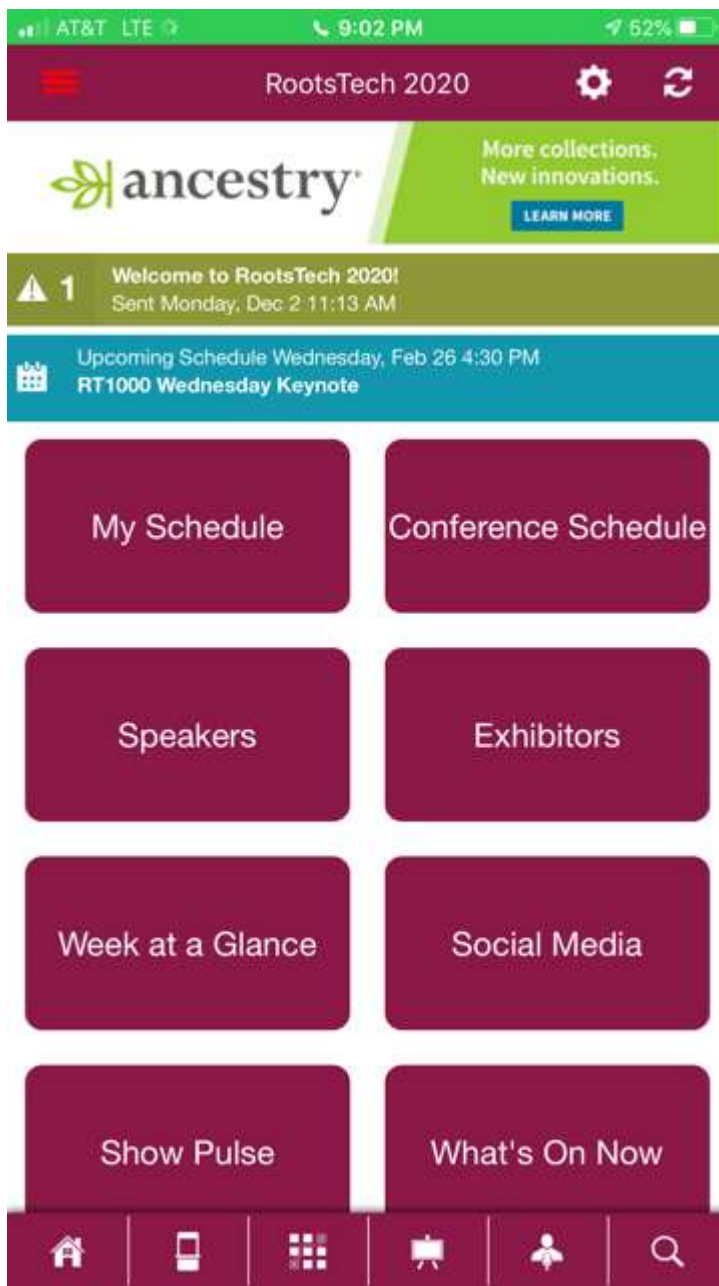 AT&T LTE 9:02 PM 52%
RootsTech 2020
ancestry
More collections.
New innovations.
LEARN MORE
1 Welcome to RootsTech 2020!
Sent Monday, Dec 2 11:13 AM
Upcoming Schedule Wednesday, Feb 26 4:30 PM
RT1000 Wednesday Keynote
My Schedule
Conference Schedule
Speakers
Exhibitors
Week at a Glance
Social Media
Show Pulse
What's On Now